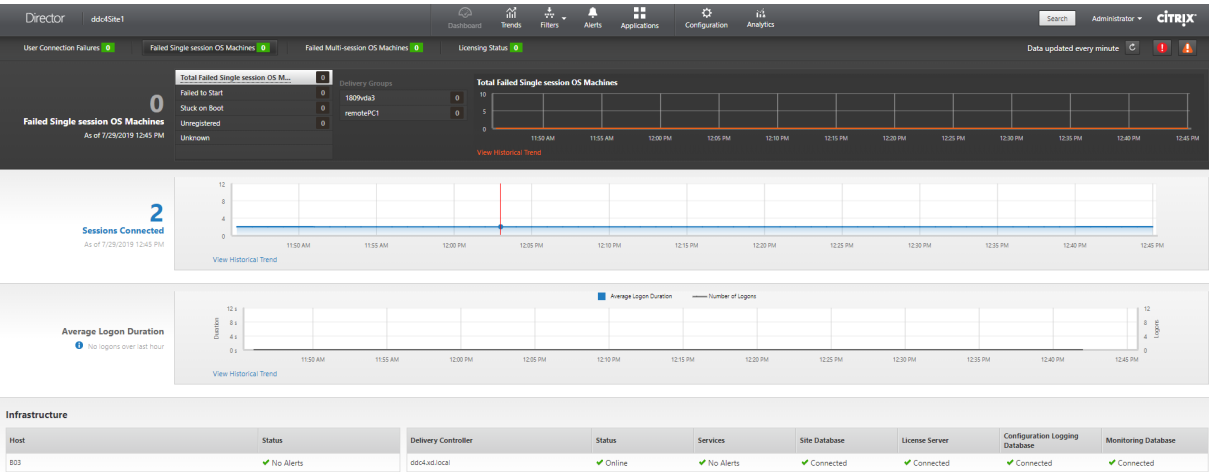 Director ddc4Site1 Dashboard Trends Filters Alerts Applications Configuration Analytics Search Administrator CITRIX
User Connection Failures 0 Failed Single session OS Machines 0 Failed Multi-session OS Machines 0 Licensing Status 0 Data updated every minute
0
Failed Single session OS Machines
As of 7/29/2019 12:45 PM
Total Failed Single session OS M... 0
Failed to Start 0
Stuck on Boot 0
Unregistered 0
Unknown
Delivery Groups
1809vda3 0
remotePC1 0
Total Failed Single session OS Machines
10
5
0
11:50 AM 11:55 AM 12:00 PM 12:05 PM 12:10 PM 12:15 PM 12:20 PM 12:25 PM 12:30 PM 12:35 PM 12:40 PM 12:45 PM
View Historical Trend
2
Sessions Connected
As of 7/29/2019 12:45 PM
12
8
4
0
11:50 AM 11:55 AM 12:00 PM 12:05 PM 12:10 PM 12:15 PM 12:20 PM 12:25 PM 12:30 PM 12:35 PM 12:40 PM 12:45 PM
View Historical Trend
Average Logon Duration
No logons over last hour
Average Logon Duration Number of Logons
Duration
12 s
8 s
4 s
0 s
12
8
4
0
Logons
11:50 AM 11:55 AM 12:00 PM 12:05 PM 12:10 PM 12:15 PM 12:20 PM 12:25 PM 12:30 PM 12:35 PM 12:40 PM 12:45 PM
View Historical Trend
Infrastructure
Host Status
B03 No Alerts
Delivery Controller Status Services Site Database License Server Configuration Logging Database Monitoring Database
ddc4.xd.local Online No Alerts Connected Connected Connected Connected